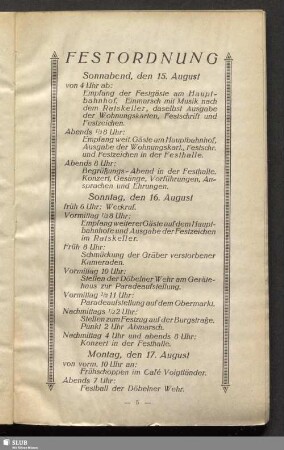 FESTORDNUNG
Sonnabend, den 15. August
von 4 Uhr ab:
Empfang der Festgäste am Haupt-
bahnhof, Einmarsch mit Musik nach
dem Ratskeller, daselbst Ausgabe
der Wohnungskarten, Festschrift und
Festzeichen.
Abends Uhr:
Empfang weit. Gäste am Hauptbahnhof,
Ausgabe der Wohnungskart., Festschr.
und Festzeichen in der Festhalle.
Abends 8 Uhr:
Begrüßungs-Abend in der Festhalle.
Konzert, Gesänge, Vorführungen, An-
sprachen und Ehrungen.
Sonntag, den 16. August
früh 6 Uhr: Weckruf.
Vormittag ½8 Uhr:
Empfang weiterer Gäste auf dem Haupt-
bahnhofe und Ausgabe der Festzeichen
im Ratskeller.
Früh 8 Uhr:
Schmückung der Gräber verstorbener
Kameraden.
Vormittag 10 Uhr:
Stellen der Döbelner Wehr am Geräte-
haus zur Paradeaufstellung.
Vormittag ½11 Uhr:
Paradeaufstellung auf dem Obermarkt.
Nachmittags ½2 Uhr:
Stellen zum Festzug auf der Burgstraße.
Punkt 2 Uhr Abmarsch.
Nachmittag 4 Uhr und abends 8 Uhr:
Konzert in der Festhalle.
Montag, den 17. August
von vorm. 10 Uhr an:
Frühschoppen im Café Voigtländer.
Abends 7 Uhr:
Festball der Döbelner Wehr.
— 5 —
SLUB